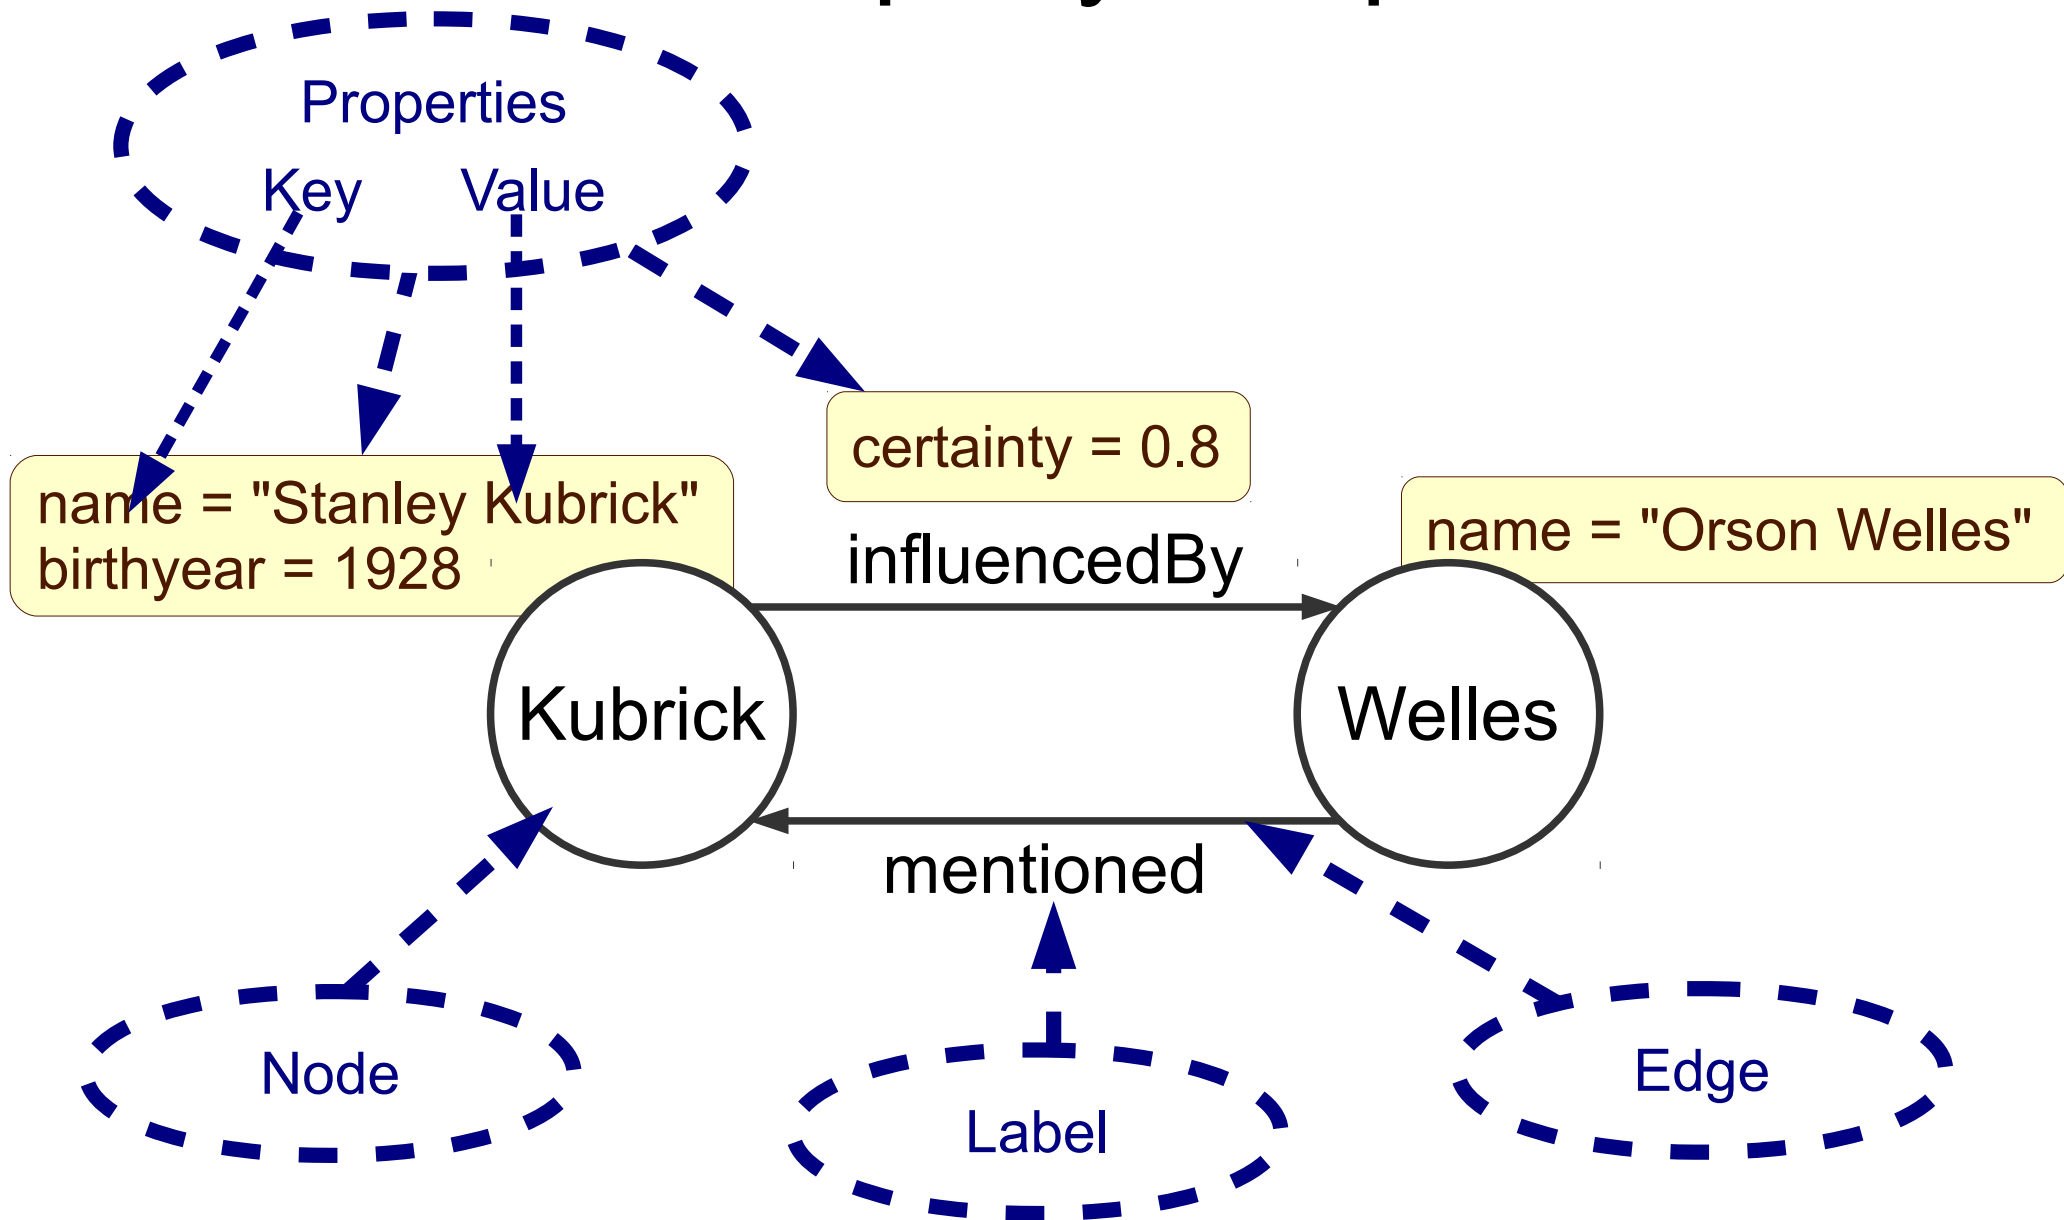 Properties
Key Value
certainty = 0.8
name = "Stanley Kubrick"
birthyear = 1928
influencedBy
name = "Orson Welles"
Kubrick
Welles
mentioned
Node
Label
Edge